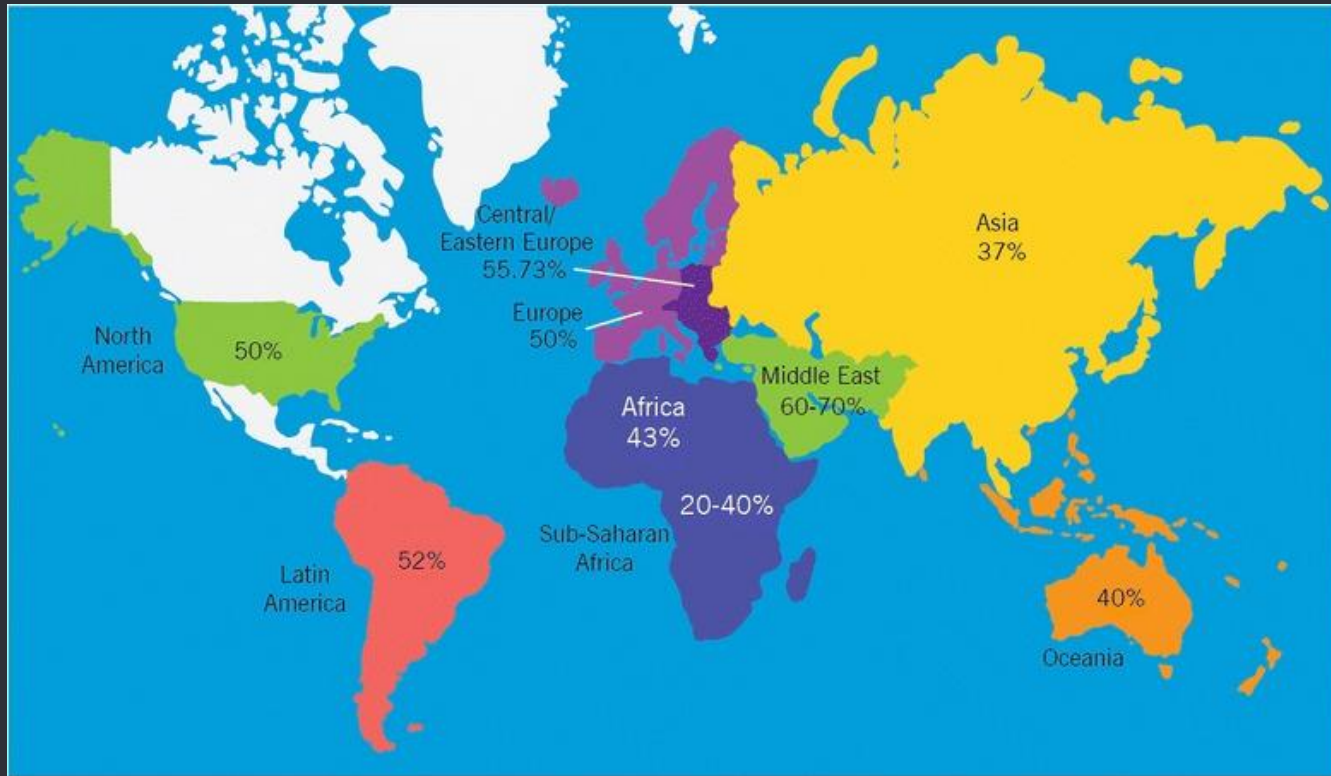 Central/
Eastern Europe
55.73%
Europe
50%
Asia
37%
North
America
50%
Middle East
60-70%
Africa
43%
20-40%
Sub-Saharan
Africa
Latin
America
52%
40%
Oceania